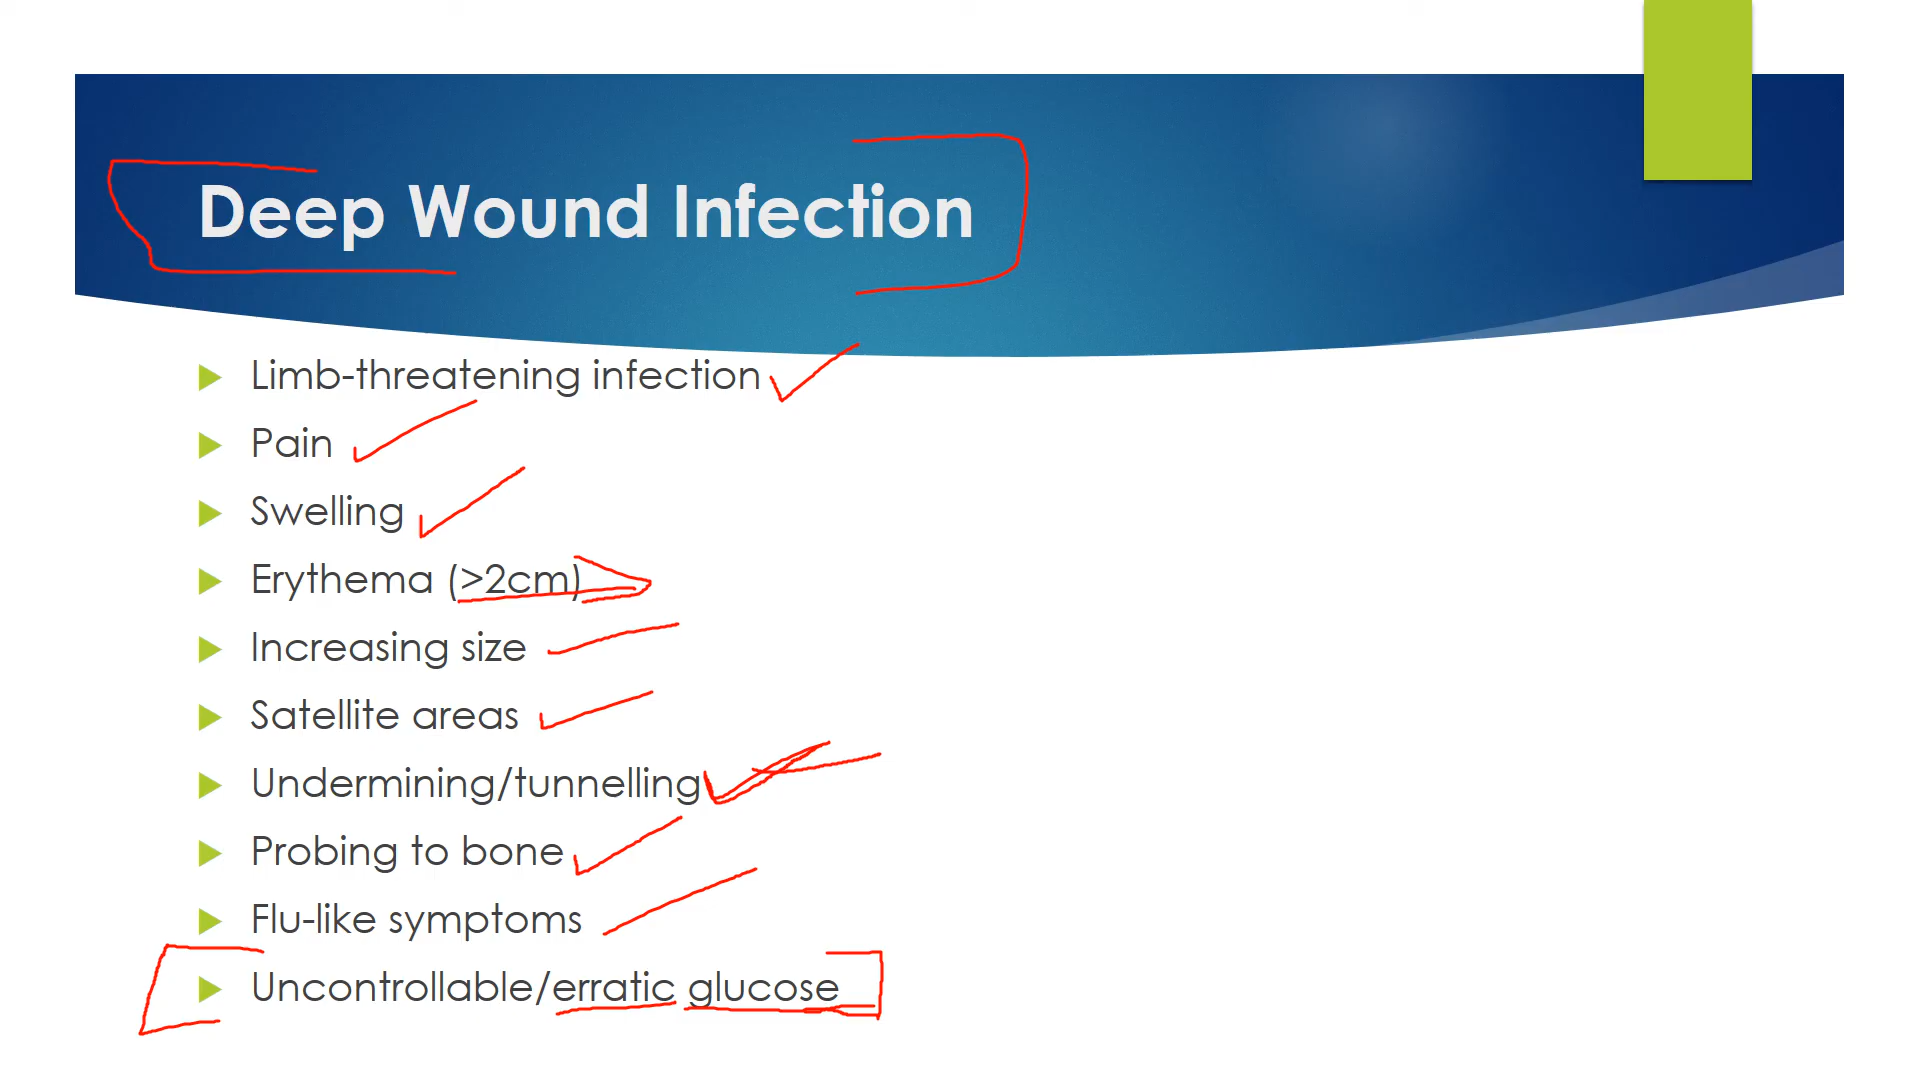 Deep Wound Infection
Limb-threatening infection
Pain
Swelling
Erythema (>2cm)
Increasing size
Satellite areas
Undermining/tunnelling
Probing to bone
Flu-like symptoms
Uncontrollable/erratic glucose